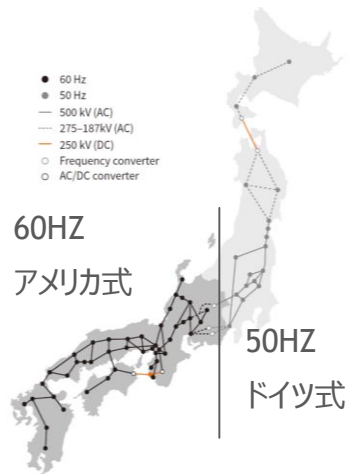 60 Hz
50 Hz
500 kV (AC)
275–187kV (AC)
250 kV (DC)
Frequency converter
AC/DC converter
60HZ
アメリカ式
50HZ
ドイツ式